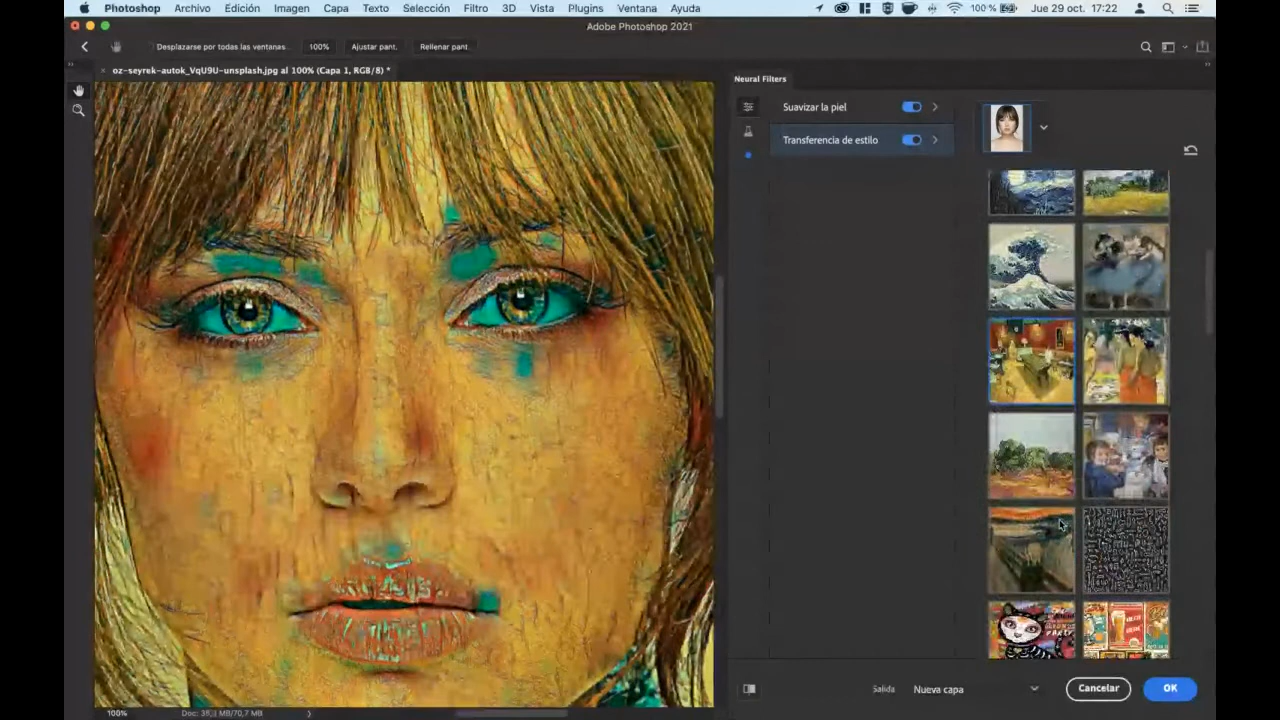 Photoshop Archivo Edición Imagen Capa Texto Selección Filtro 3D Vista Plugins Ventana Ayuda 100 % Jue 29 oct. 17:22
Adobe Photoshop 2021
Desplazarse por todas las ventanas 100% Ajustar pant. Rellenar pant.
oz-seyrek-autok_VqU9U-unsplash.jpg al 100% (Capa 1, RGB/8) *
Neural Filters
Suavizar la piel
Transferencia de estilo
Salida Nueva capa Cancelar OK
100%